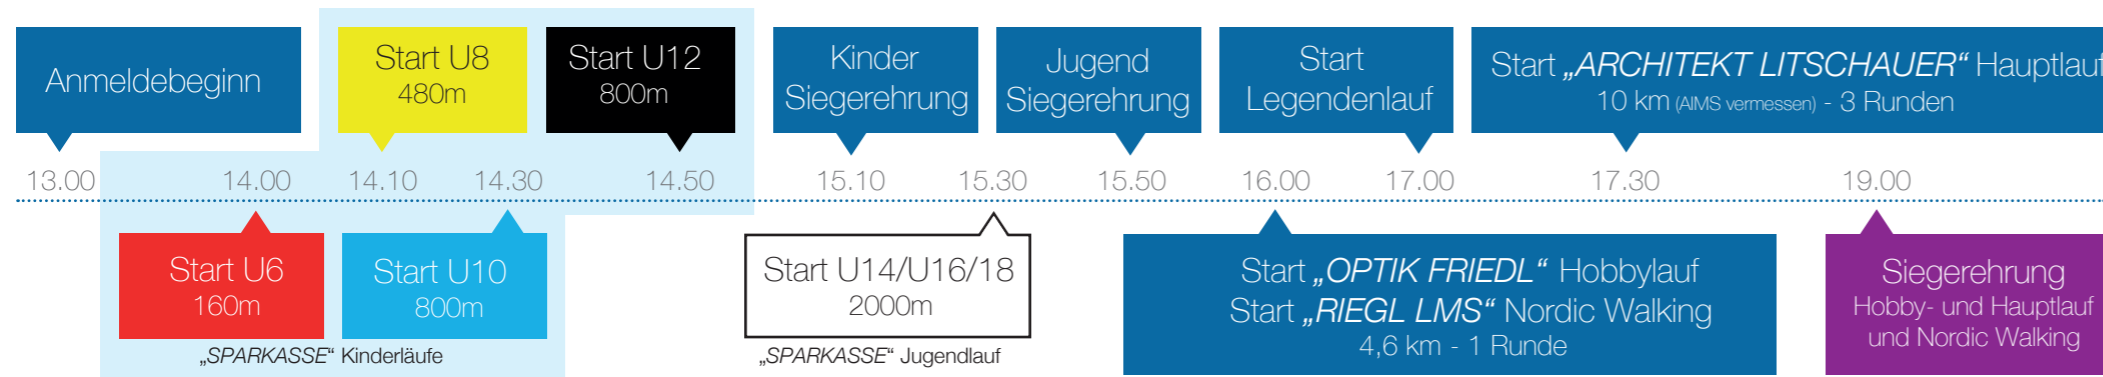 Anmeldebeginn
Start U8
480m
Start U12
800m
Kinder
Siegerehrung
Jugend
Siegerehrung
Start
Legendenlauf
Start „ARCHITEKT LITSCHAUER“ Hauptlauf
10 km (AIMS vermessen) - 3 Runden
13.00 14.00 14.10 14.30 14.50 15.10 15.30 15.50 16.00 17.00 17.30 19.00
Start U6
160m
Start U10
800m
„SPARKASSE“ Kinderläufe
Start U14/U16/18
2000m
„SPARKASSE“ Jugendlauf
Start „OPTIK FRIEDL“ Hobbylauf
Start „RIEGL LMS“ Nordic Walking
4,6 km - 1 Runde
Siegerehrung
Hobby- und Hauptlauf
und Nordic Walking